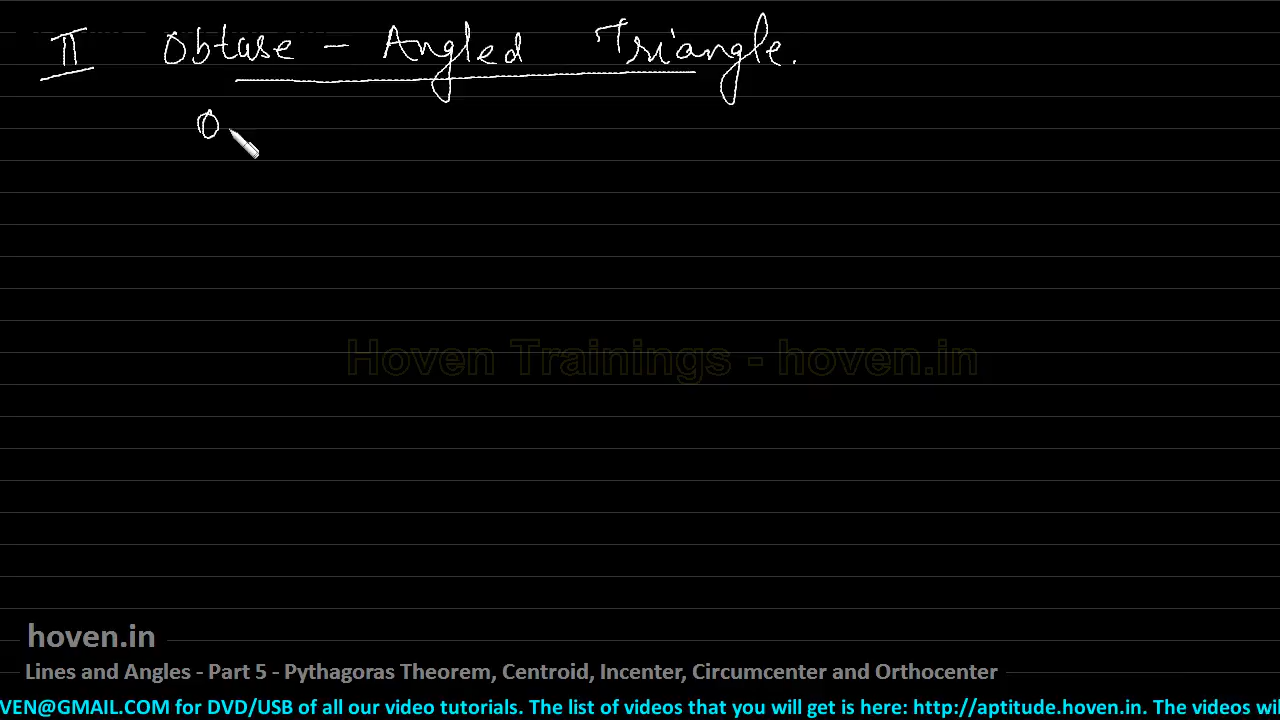 II Obtuse - Angled Triangle.
O
Hoven Trainings - hoven.in
hoven.in
Lines and Angles - Part 5 - Pythagoras Theorem, Centroid, Incenter, Circumcenter and Orthocenter
VEN@GMAIL.COM for DVD/USB of all our video tutorials. The list of videos that you will get is here: http://aptitude.hoven.in. The videos wil